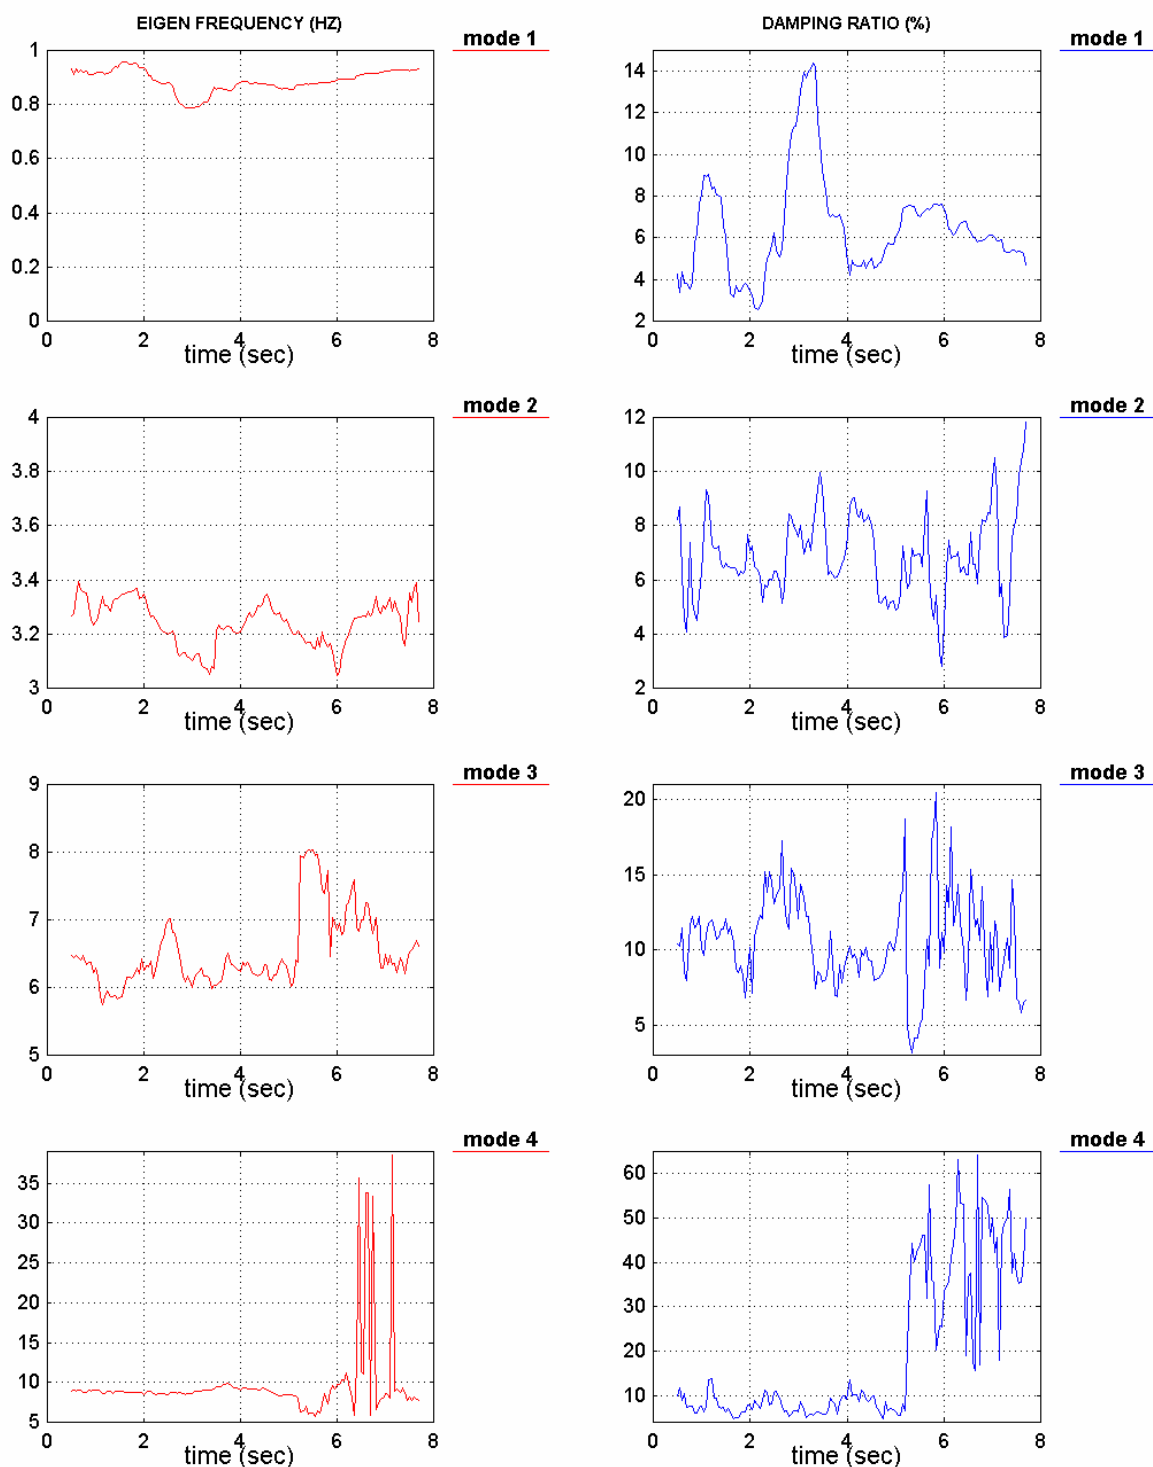 EIGEN FREQUENCY (HZ)
DAMPING RATIO (%)
mode 1
mode 1
1
0.8
0.6
0.4
0.2
0
0 2 4 6 8
time (sec)
14
12
10
8
6
4
2
0 2 4 6 8
time (sec)
mode 2
mode 2
4
3.8
3.6
3.4
3.2
3
0 2 4 6 8
time (sec)
12
10
8
6
4
2
0 2 4 6 8
time (sec)
mode 3
mode 3
9
8
7
6
5
0 2 4 6 8
time (sec)
20
15
10
5
0 2 4 6 8
time (sec)
mode 4
mode 4
35
30
25
20
15
10
5
0 2 4 6 8
time (sec)
60
50
40
30
20
10
0 2 4 6 8
time (sec)